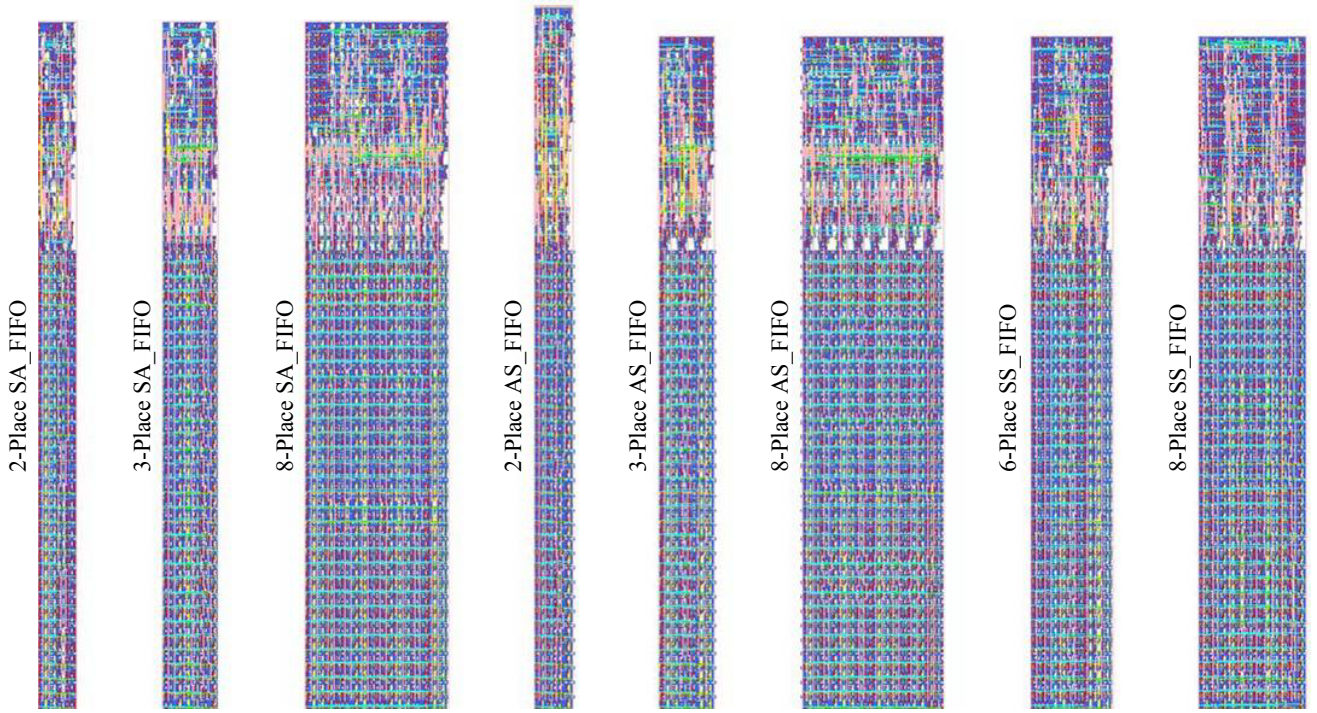 2-Place SA_FIFO
3-Place SA_FIFO
8-Place SA_FIFO
2-Place AS_FIFO
3-Place AS_FIFO
8-Place AS_FIFO
6-Place SS_FIFO
8-Place SS_FIFO